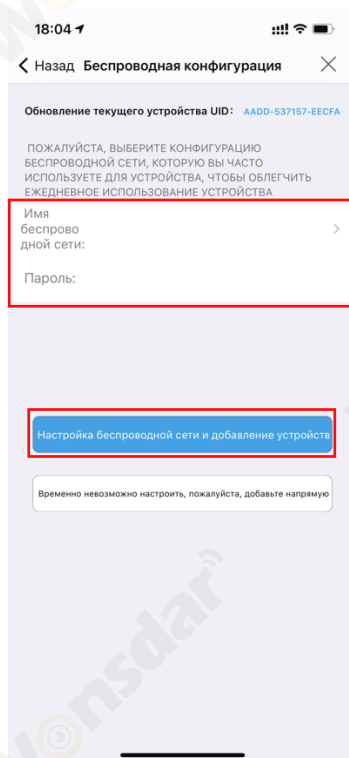 18:04
Назад Беспроводная конфигурация
Обновление текущего устройства UID: AADD-537157-EECFA
ПОЖАЛУЙСТА, ВЫБЕРИТЕ КОНФИГУРАЦИЮ
БЕСПРОВОДНОЙ СЕТИ, КОТОРУЮ ВЫ ЧАСТО
ИСПОЛЬЗУЕТЕ ДЛЯ УСТРОЙСТВА, ЧТОБЫ ОБЛЕГЧИТЬ
ЕЖЕДНЕВНОЕ ИСПОЛЬЗОВАНИЕ УСТРОЙСТВА
Имя
беспрово
дной сети:
Пароль:
Настройка беспроводной сети и добавление устройств
Временно невозможно настроить, пожалуйста, добавьте напрямую
Wonsdar